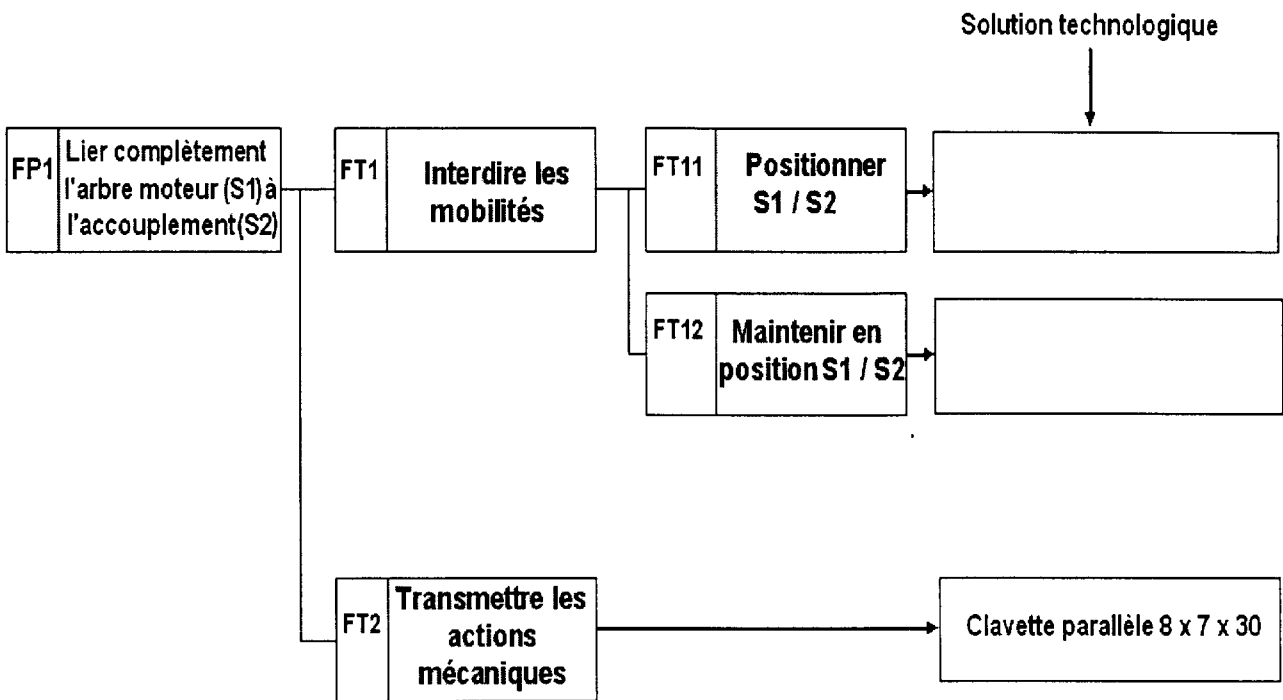 Solution technologique
FP1
Lier complètement
l'arbre moteur (S1) à
l'accouplement(S2)
FT1
Interdire les
mobilités
FT11
Positionner
S1 / S2
FT12
Maintenir en
position S1 / S2
FT2
Transmettre les
actions
mécaniques
Clavette parallèle 8 x 7 x 30